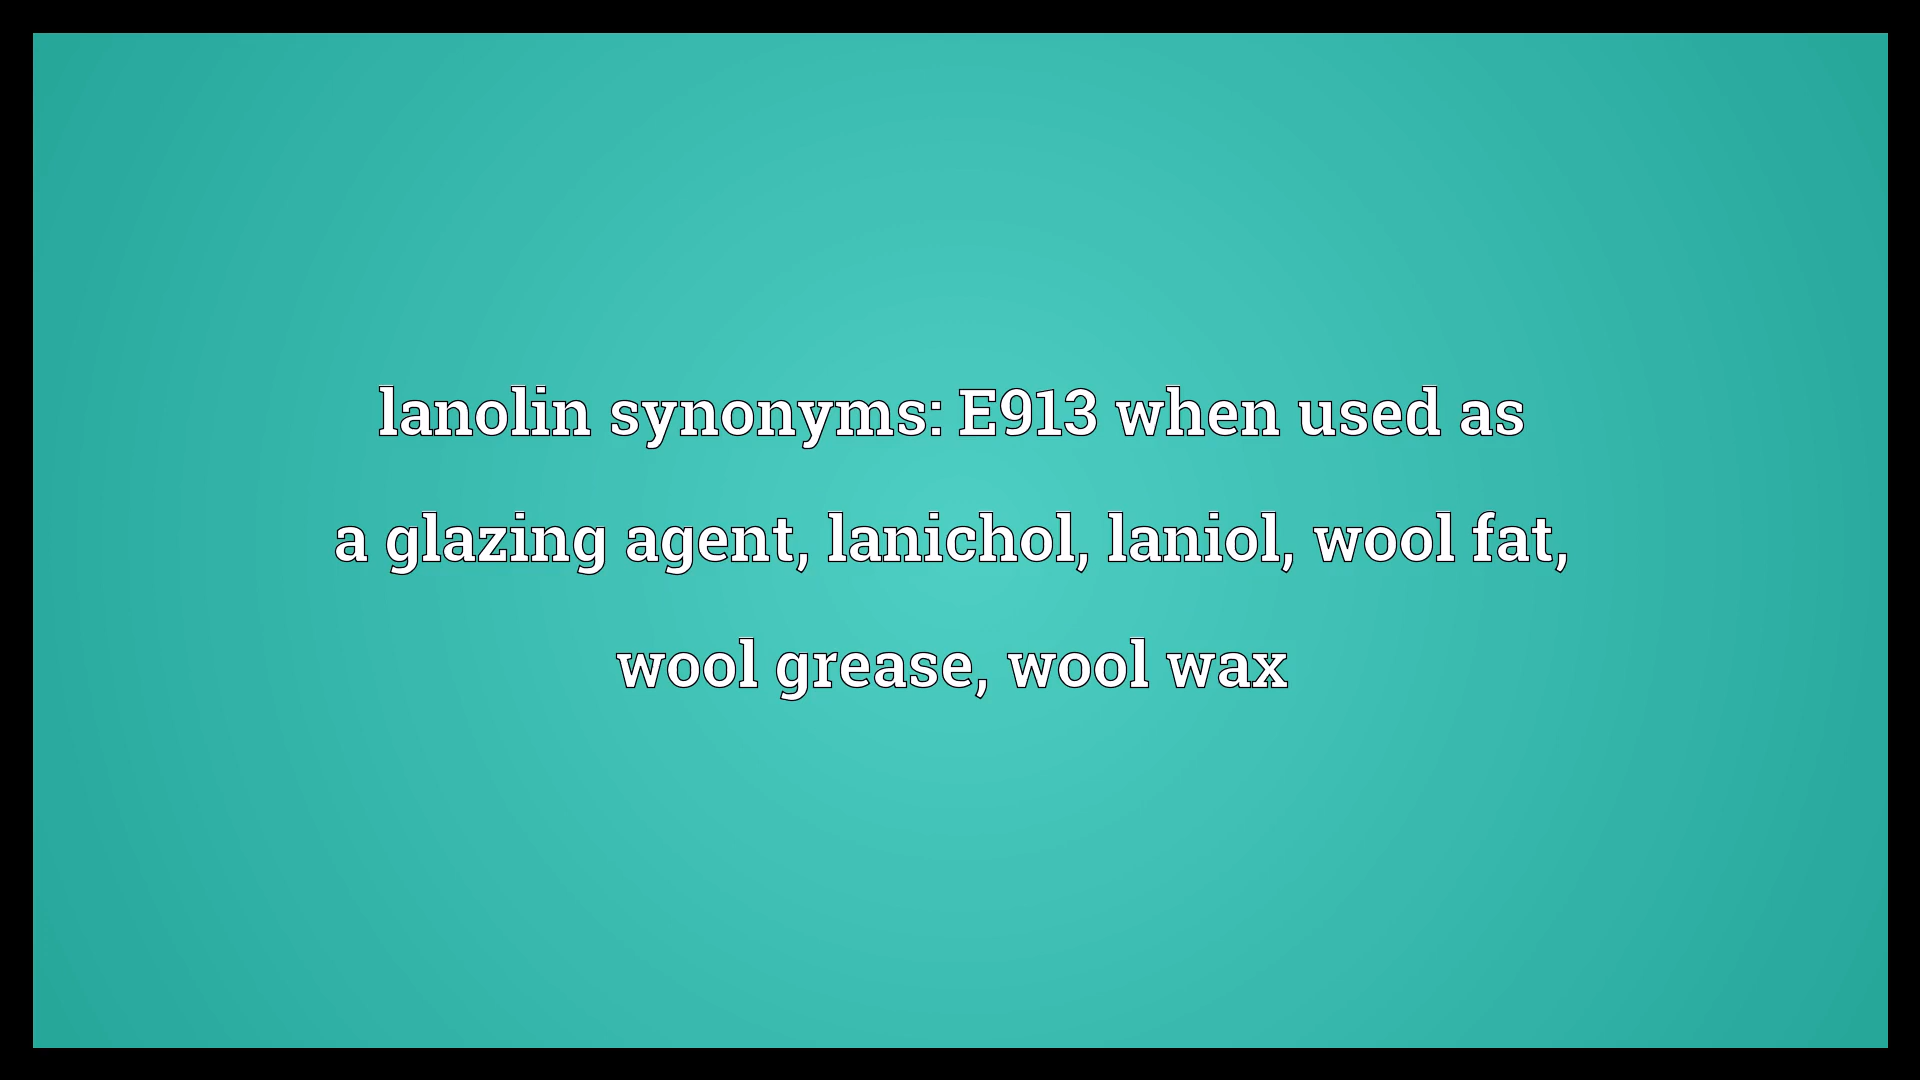 lanolin synonyms: E913 when used as
a glazing agent, lanichol, laniol, wool fat,
wool grease, wool wax